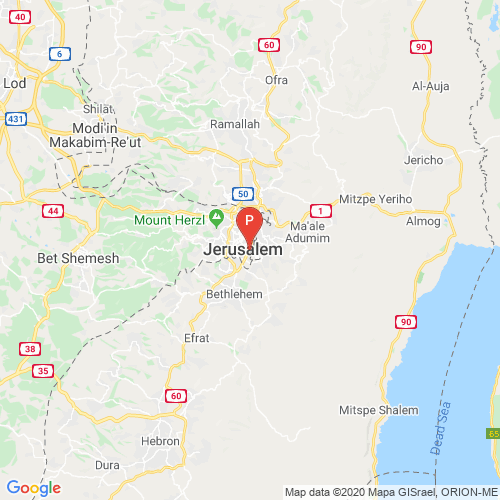 40
60
6
90
Ofra
Lod
Al-Auja
Shilat
431
Modi'in
Makabim-Re'ut
Ramallah
Jericho
50
Mitzpe Yeriho
44
1
Mount Herzl
P
Almog
Ma'ale
Adumim
Jerusalem
Bet Shemesh
Bethlehem
90
Efrat
38
35
60
Mitspe Shalem
Dead Sea
65
Hebron
Dura
Google
Map data ©2020 Mapa GISrael, ORION-ME